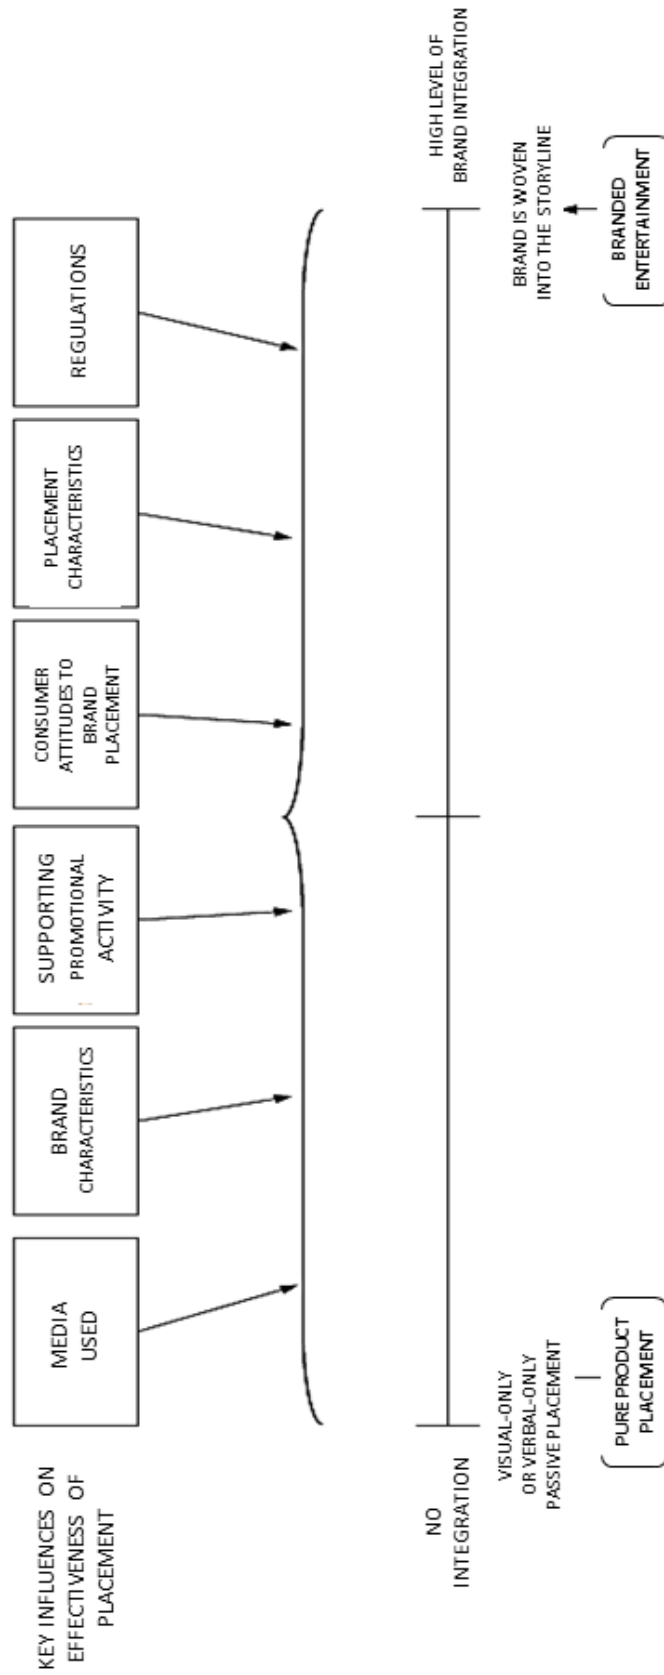 KEY INFLUENCES ON
EFFECTIVENESS OF
PLACEMENT
MEDIA
USED
BRAND
CHARACTERISTICS
SUPPORTING
PROMOTIONAL
ACTIVITY
CONSUMER
ATTITUDES TO
BRAND
PLACEMENT
PLACEMENT
CHARACTERISTICS
REGULATIONS
NO
INTEGRATION
HIGH LEVEL OF
BRAND INTEGRATION
VISUAL-ONLY
OR VERBAL-ONLY
PASSIVE PLACEMENT
BRAND IS WOVEN
INTO THE STORYLINE
PURE PRODUCT
PLACEMENT
BRANDED
ENTERTAINMENT